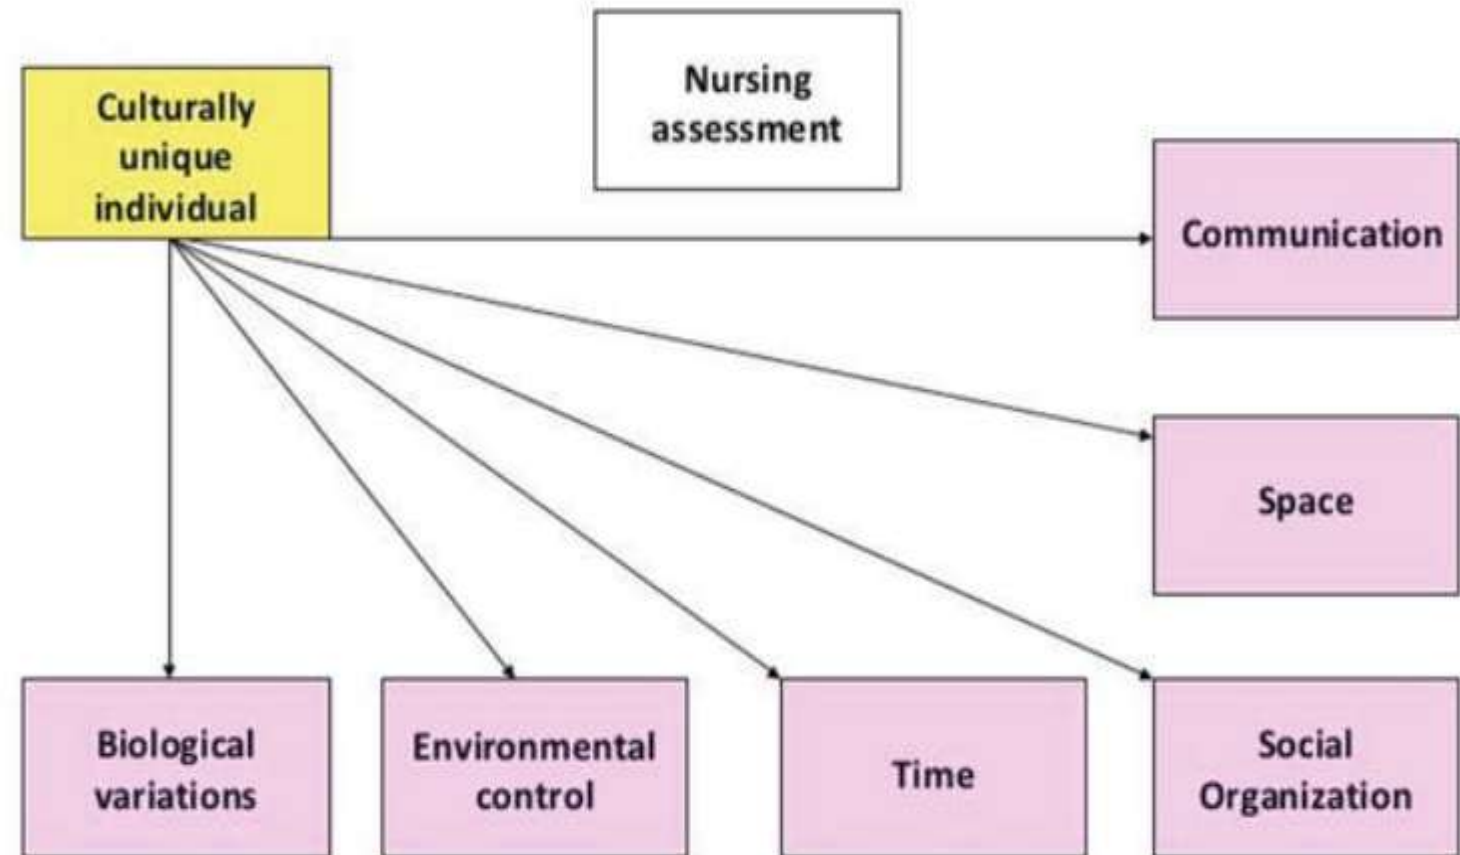 Culturally
unique
individual
Nursing
assessment
Communication
Space
Biological
variations
Environmental
control
Time
Social
Organization